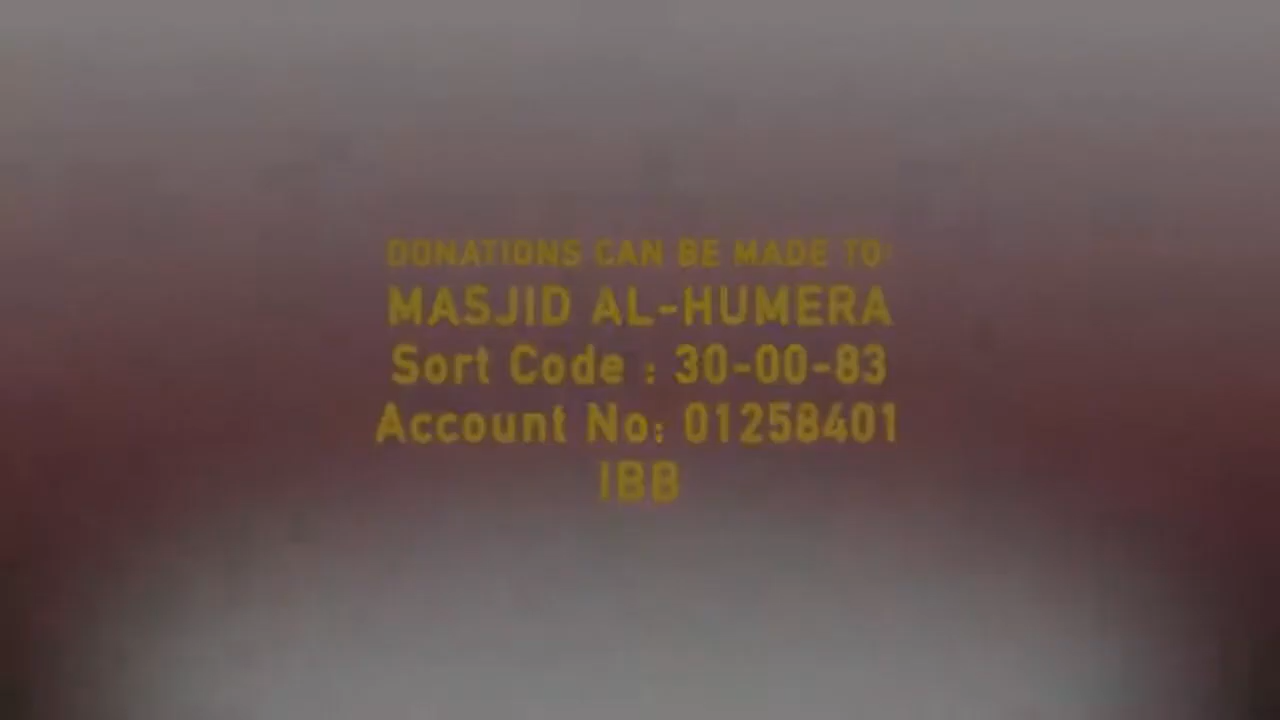 DONATIONS CAN BE MADE TO:
MASJID AL-HUMERA
Sort Code : 30-00-83
Account No: 01258401
IBB